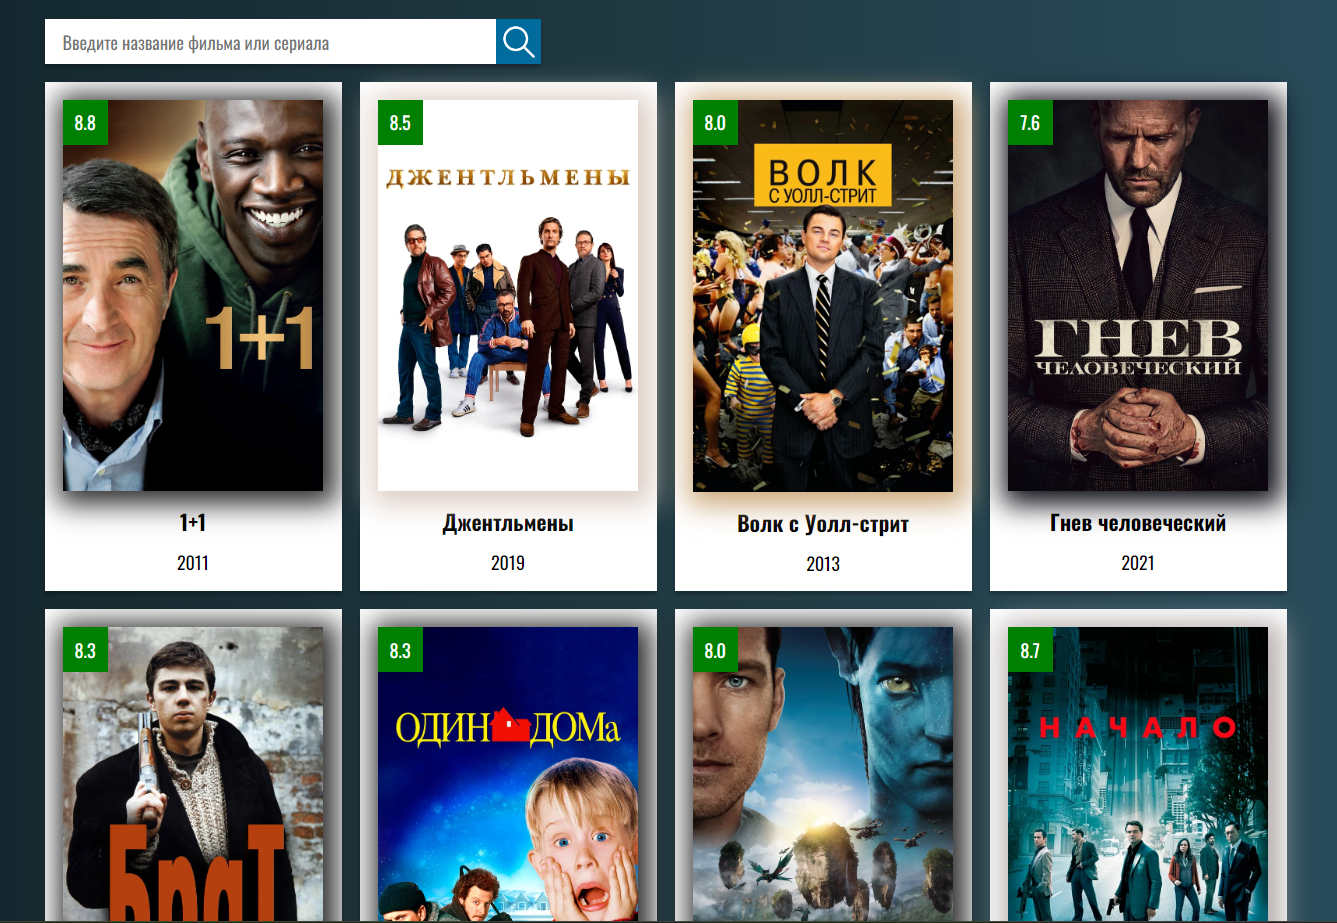 Введите название фильма или сериала
8.8
1+1
1+1
2011
8.5
ДЖЕНТЛЬМЕНЫ
Джентльмены
2019
8.0
ВОЛК
С УОЛЛ-СТРИТ
Волк с Уолл-стрит
2013
7.6
ГНЕВ
ЧЕЛОВЕЧЕСКИЙ
Гнев человеческий
2021
8.3
БраТ
8.3
ОДИН ДОМа
8.0
8.7
НАЧАЛО